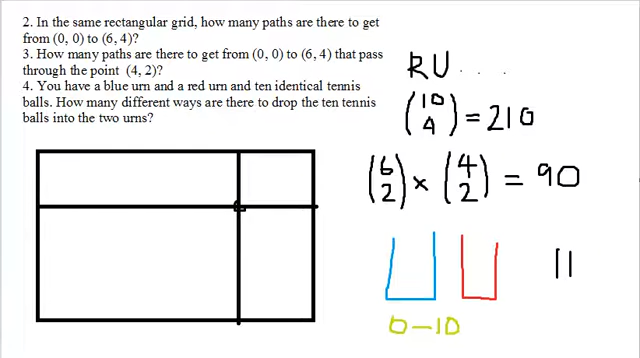 2. In the same rectangular grid, how many paths are there to get
from (0, 0) to (6, 4)?
3. How many paths are there to get from (0, 0) to (6, 4) that pass
through the point (4, 2)?
4. You have a blue urn and a red urn and ten identical tennis
balls. How many different ways are there to drop the ten tennis
balls into the two urns?
RU . . . .
(10 4) = 210
(6 2) × (4 2) = 90
11
0-10